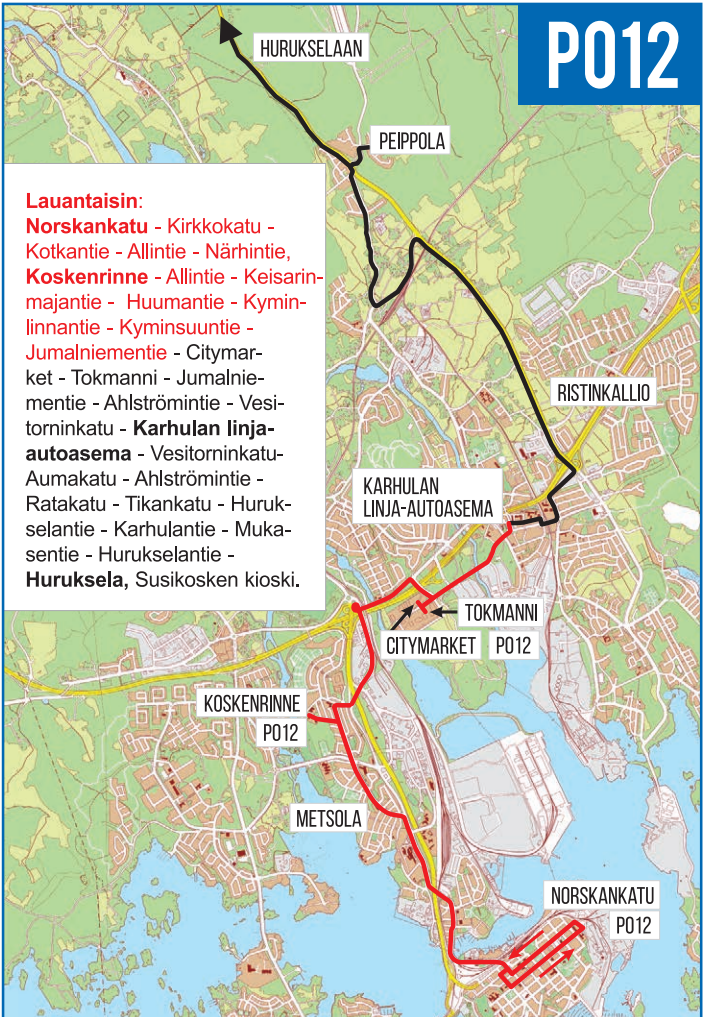 P012
HURUKSELAAN
PEIPPOLA
Lauantaisin:
Norskankatu - Kirkkokatu -
Kotkantie - Allintie - Närhintie,
Koskenrinne - Allintie - Keisarin-
majantie - Huumantie - Kymin-
linnantie - Kyminsuuntie -
Jumalniementie - Citymar-
ket - Tokmanni - Jumalnie-
mentie - Ahlströmintie - Vesi-
torninkatu - Karhulan linja-
autoasema - Vesitorninkatu-
Aumakatu - Ahlströmintie -
Ratakatu - Tikankatu - Huruk-
selantie - Karhulantie - Muka-
sentie - Hurukselantie -
Huruksela, Susikosken kioski.
RISTINKALLIO
KARHULAN
LINJA-AUTOASEMA
TOKMANNI
CITYMARKET P012
KOSKENRINNE
P012
METSOLA
NORSKANKATU
P012